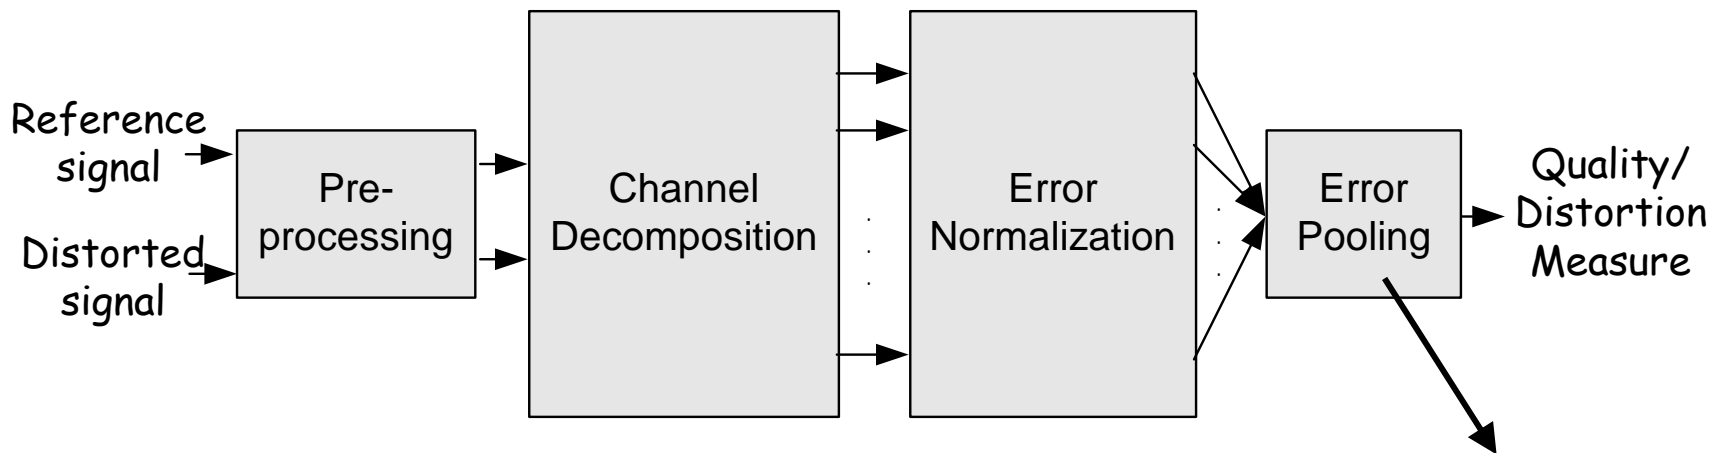 Reference
signal
Distorted
signal
Pre-
processing
Channel
Decomposition
Error
Normalization
Error
Pooling
Quality/
Distortion
Measure